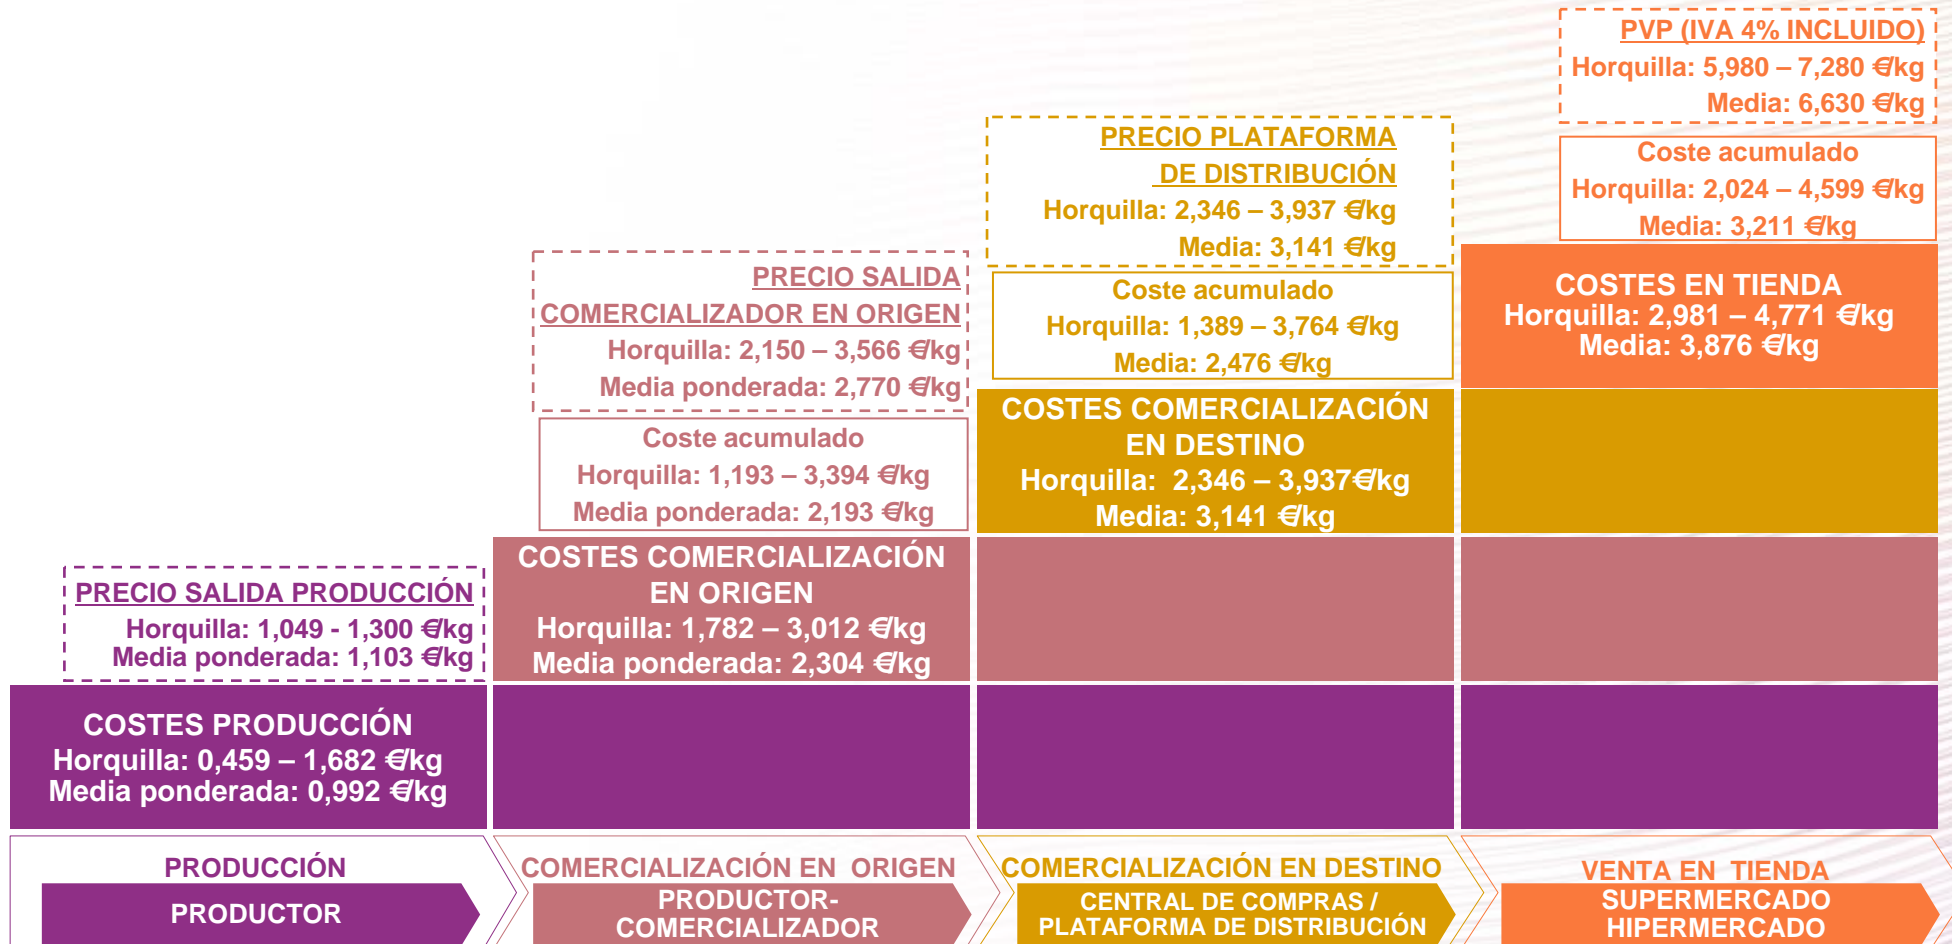 PVP (IVA 4% INCLUIDO)
Horquilla: 5,980 – 7,280 €/kg
Media: 6,630 €/kg
Coste acumulado
Horquilla: 2,024 – 4,599 €/kg
Media: 3,211 €/kg
COSTES EN TIENDA
Horquilla: 2,981 – 4,771 €/kg
Media: 3,876 €/kg
PRECIO PLATAFORMA
DE DISTRIBUCIÓN
Horquilla: 2,346 – 3,937 €/kg
Media: 3,141 €/kg
Coste acumulado
Horquilla: 1,389 – 3,764 €/kg
Media: 2,476 €/kg
COSTES COMERCIALIZACIÓN
EN DESTINO
Horquilla: 2,346 – 3,937€/kg
Media: 3,141 €/kg
PRECIO SALIDA
COMERCIALIZADOR EN ORIGEN
Horquilla: 2,150 – 3,566 €/kg
Media ponderada: 2,770 €/kg
Coste acumulado
Horquilla: 1,193 – 3,394 €/kg
Media ponderada: 2,193 €/kg
COSTES COMERCIALIZACIÓN
EN ORIGEN
Horquilla: 1,782 – 3,012 €/kg
Media ponderada: 2,304 €/kg
PRECIO SALIDA PRODUCCIÓN
Horquilla: 1,049 - 1,300 €/kg
Media ponderada: 1,103 €/kg
COSTES PRODUCCIÓN
Horquilla: 0,459 – 1,682 €/kg
Media ponderada: 0,992 €/kg
PRODUCCIÓN
PRODUCTOR
COMERCIALIZACIÓN EN ORIGEN
PRODUCTOR-
COMERCIALIZADOR
COMERCIALIZACIÓN EN DESTINO
CENTRAL DE COMPRAS /
PLATAFORMA DE DISTRIBUCIÓN
VENTA EN TIENDA
SUPERMERCADO
HIPERMERCADO